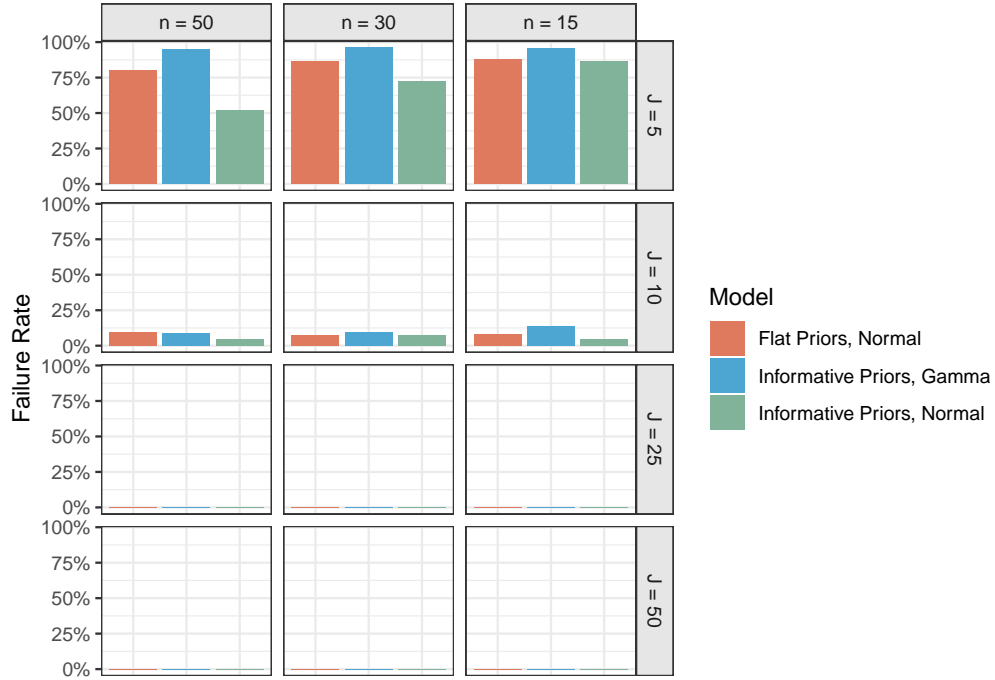 n = 50
n = 30
n = 15
100%
75%
50%
25%
0%
J = 5
100%
75%
50%
25%
0%
J = 10
100%
75%
50%
25%
0%
J = 25
100%
75%
50%
25%
0%
J = 50
Failure Rate
Model
Flat Priors, Normal
Informative Priors, Gamma
Informative Priors, Normal